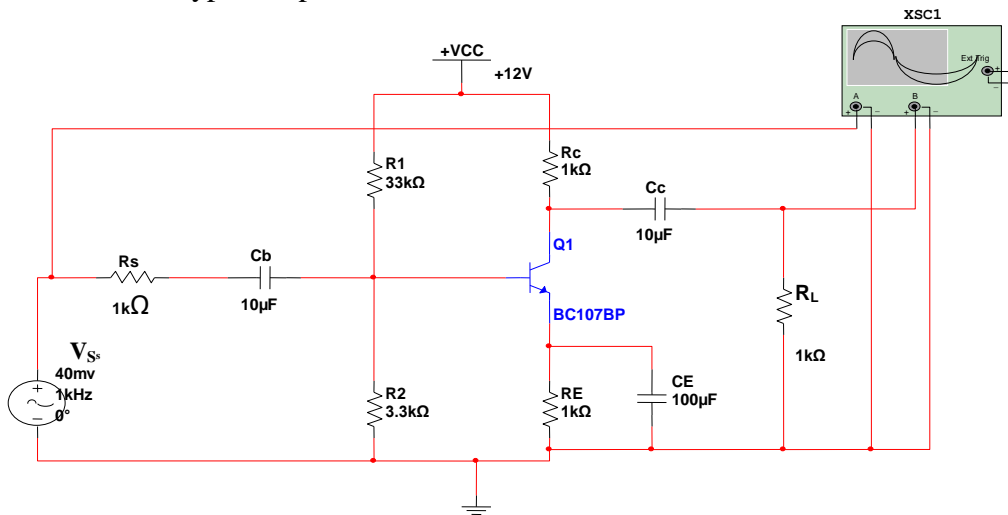 XSC1
Ext Trig
+
−
A
B
+
−
+
−
+VCC
+12V
R1
33kΩ
Rc
1kΩ
Cc
10µF
Q1
BC107BP
Rs
1kΩ
Cb
10µF
RL
1kΩ
VSs
40mv
1kHz
0°
+
−
R2
3.3kΩ
RE
1kΩ
CE
100µF